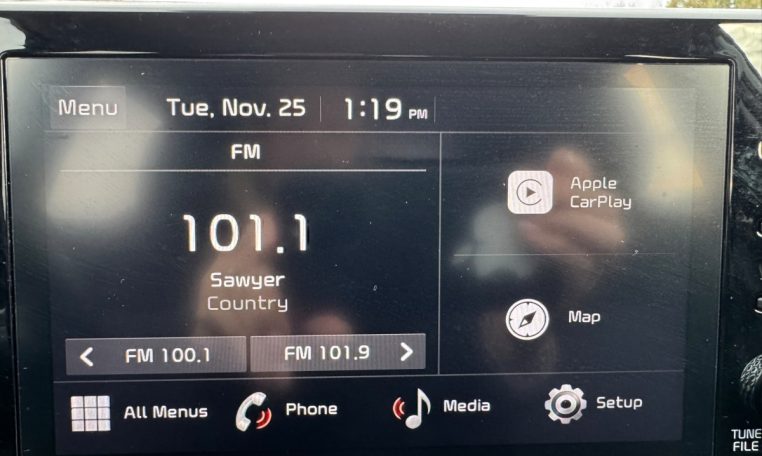 Menu
Tue, Nov. 25
1:19 PM
FM
101.1
Sawyer
Country
FM 100.1
FM 101.9
Apple
CarPlay
Map
All Menus
Phone
Media
Setup
TUNE
FILE